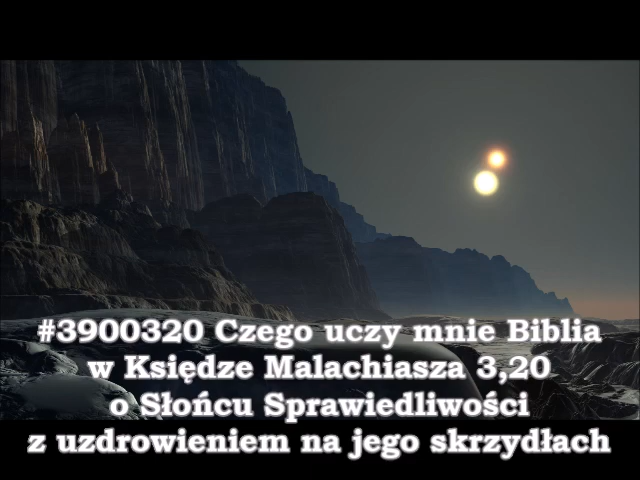 #3900320 Czego uczy mnie Biblia
w Księdze Malachiasza 3,20
o Słońcu Sprawiedliwości
z uzdrowieniem na jego skrzydłach